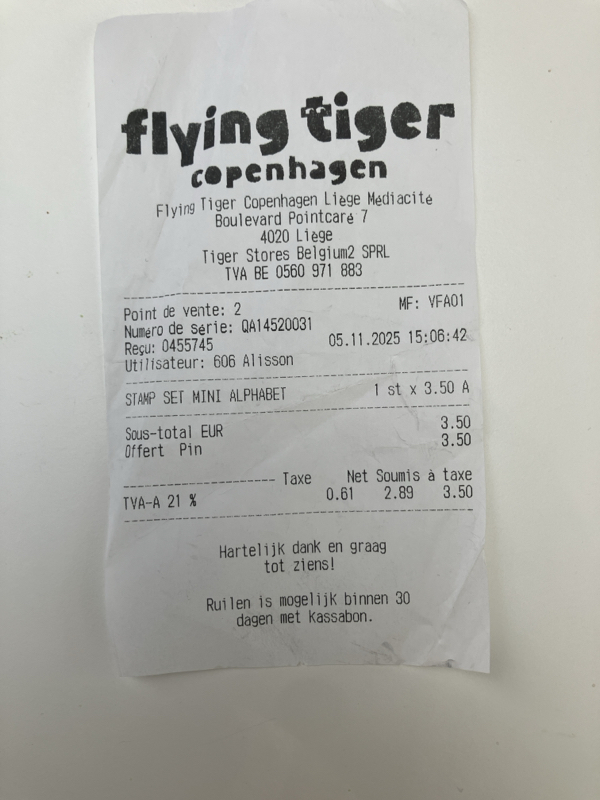 flying tiger
copenhagen
Flying Tiger Copenhagen Liège Médiacité
Boulevard Pointcaré 7
4020 Liège
Tiger Stores Belgium2 SPRL
TVA BE 0560 971 883
Point de vente: 2 MF: VFA01
Numéro de série: QA14520031
Reçu: 0455745 05.11.2025 15:06:42
Utilisateur: 606 Alisson
STAMP SET MINI ALPHABET 1 st x 3.50 A
Sous-total EUR 3.50
Offert Pin 3.50
Taxe Net Soumis à taxe
TVA-A 21 % 0.61 2.89 3.50
Hartelijk dank en graag
tot ziens!
Ruilen is mogelijk binnen 30
dagen met kassabon.